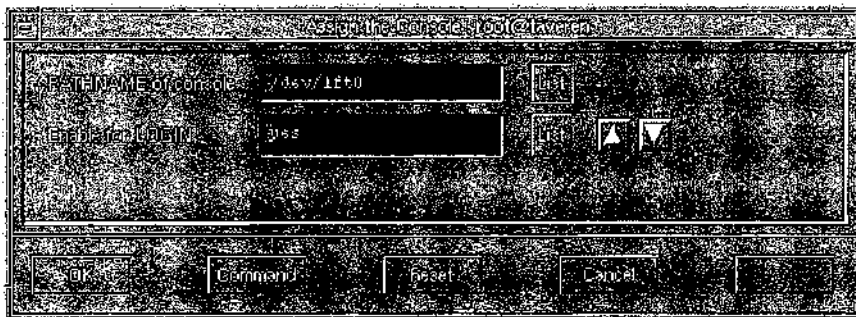 Assign the Console: root@
PATHNAME of console /dev/lft0 List
Enable for LOGIN yes List
OK Command Reset Cancel